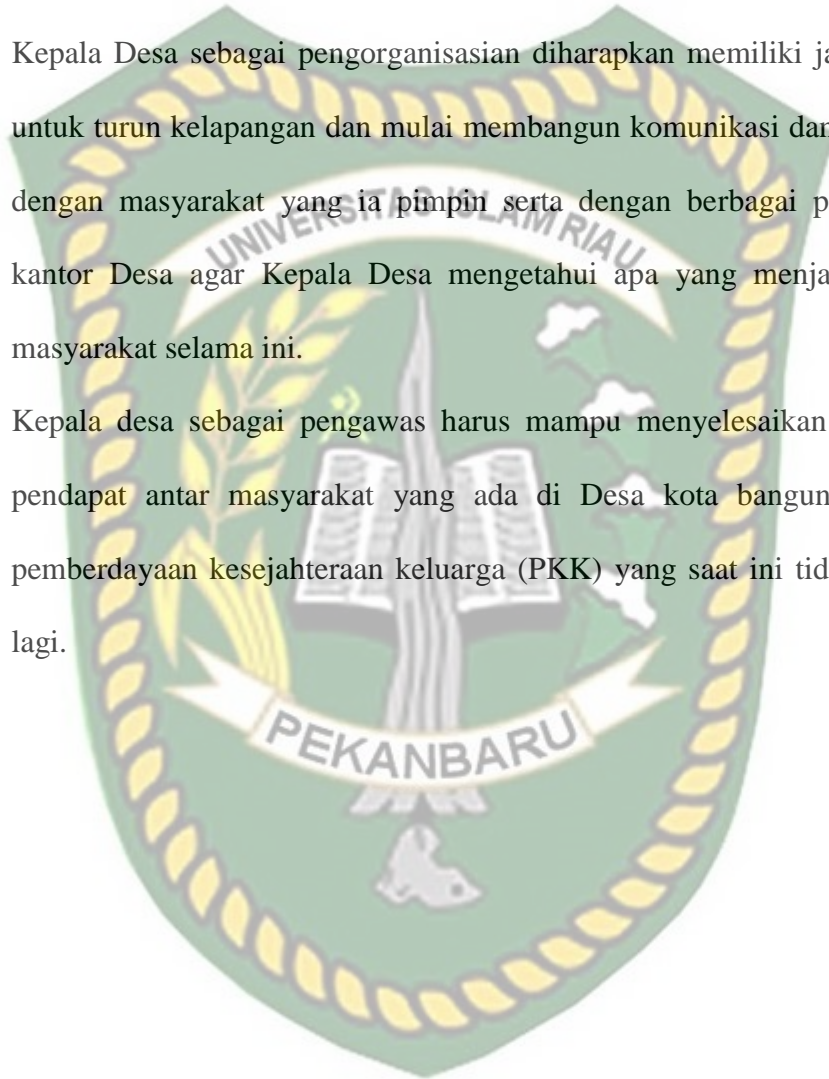 Kepala Desa sebagai pengorganisasian diharapkan memiliki
untuk turun kelapangan dan mulai membangun komunikasi dan
UNIVERSITAS ISLAM RIAU
dengan masyarakat yang ia pimpin serta dengan berbagai
kantor Desa agar Kepala Desa mengetahui apa yang
masyarakat selama ini.
Kepala desa sebagai pengawas harus mampu menyelesaikan
pendapat antar masyarakat yang ada di Desa kota bangun
pemberdayaan kesejahteraan keluarga (PKK) yang saat ini
lagi.
PEKANBARU